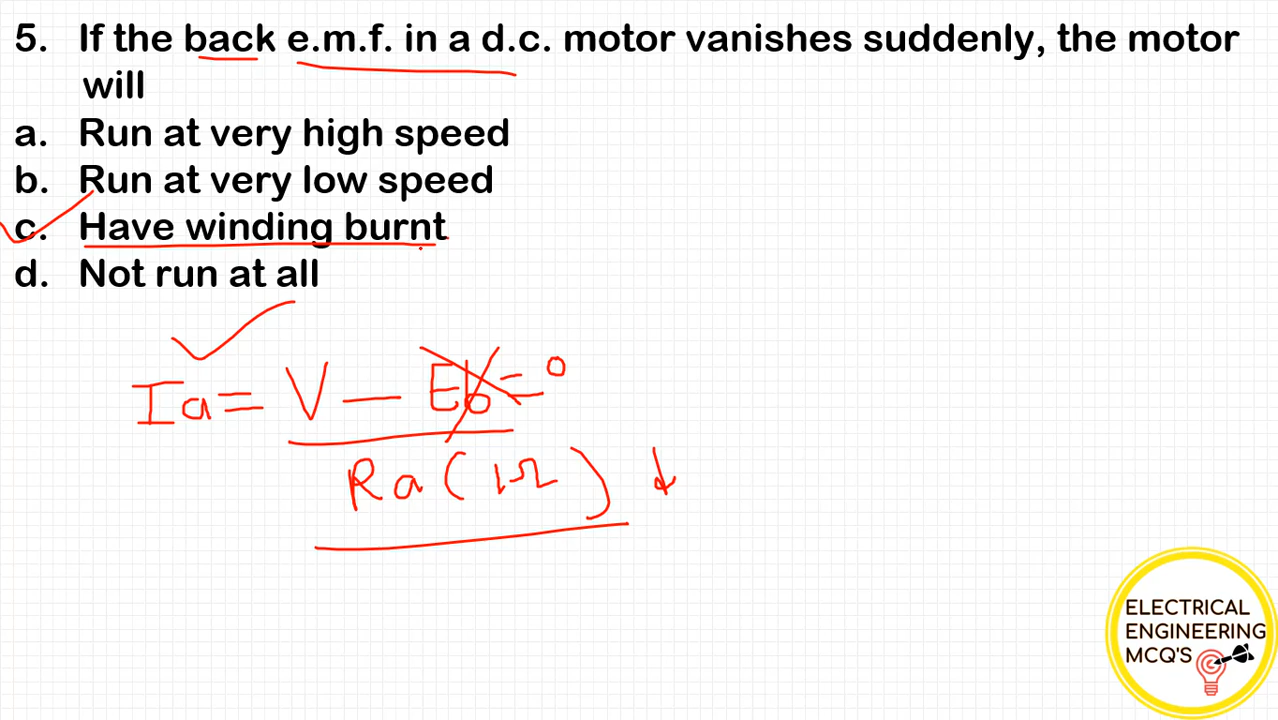 5. If the back e.m.f. in a d.c. motor vanishes suddenly, the motor
will
a. Run at very high speed
b. Run at very low speed
c. Have winding burnt
d. Not run at all
Ia = V — Eb = 0
Ra (1Ω) ↓
ELECTRICAL
ENGINEERING
MCQ'S